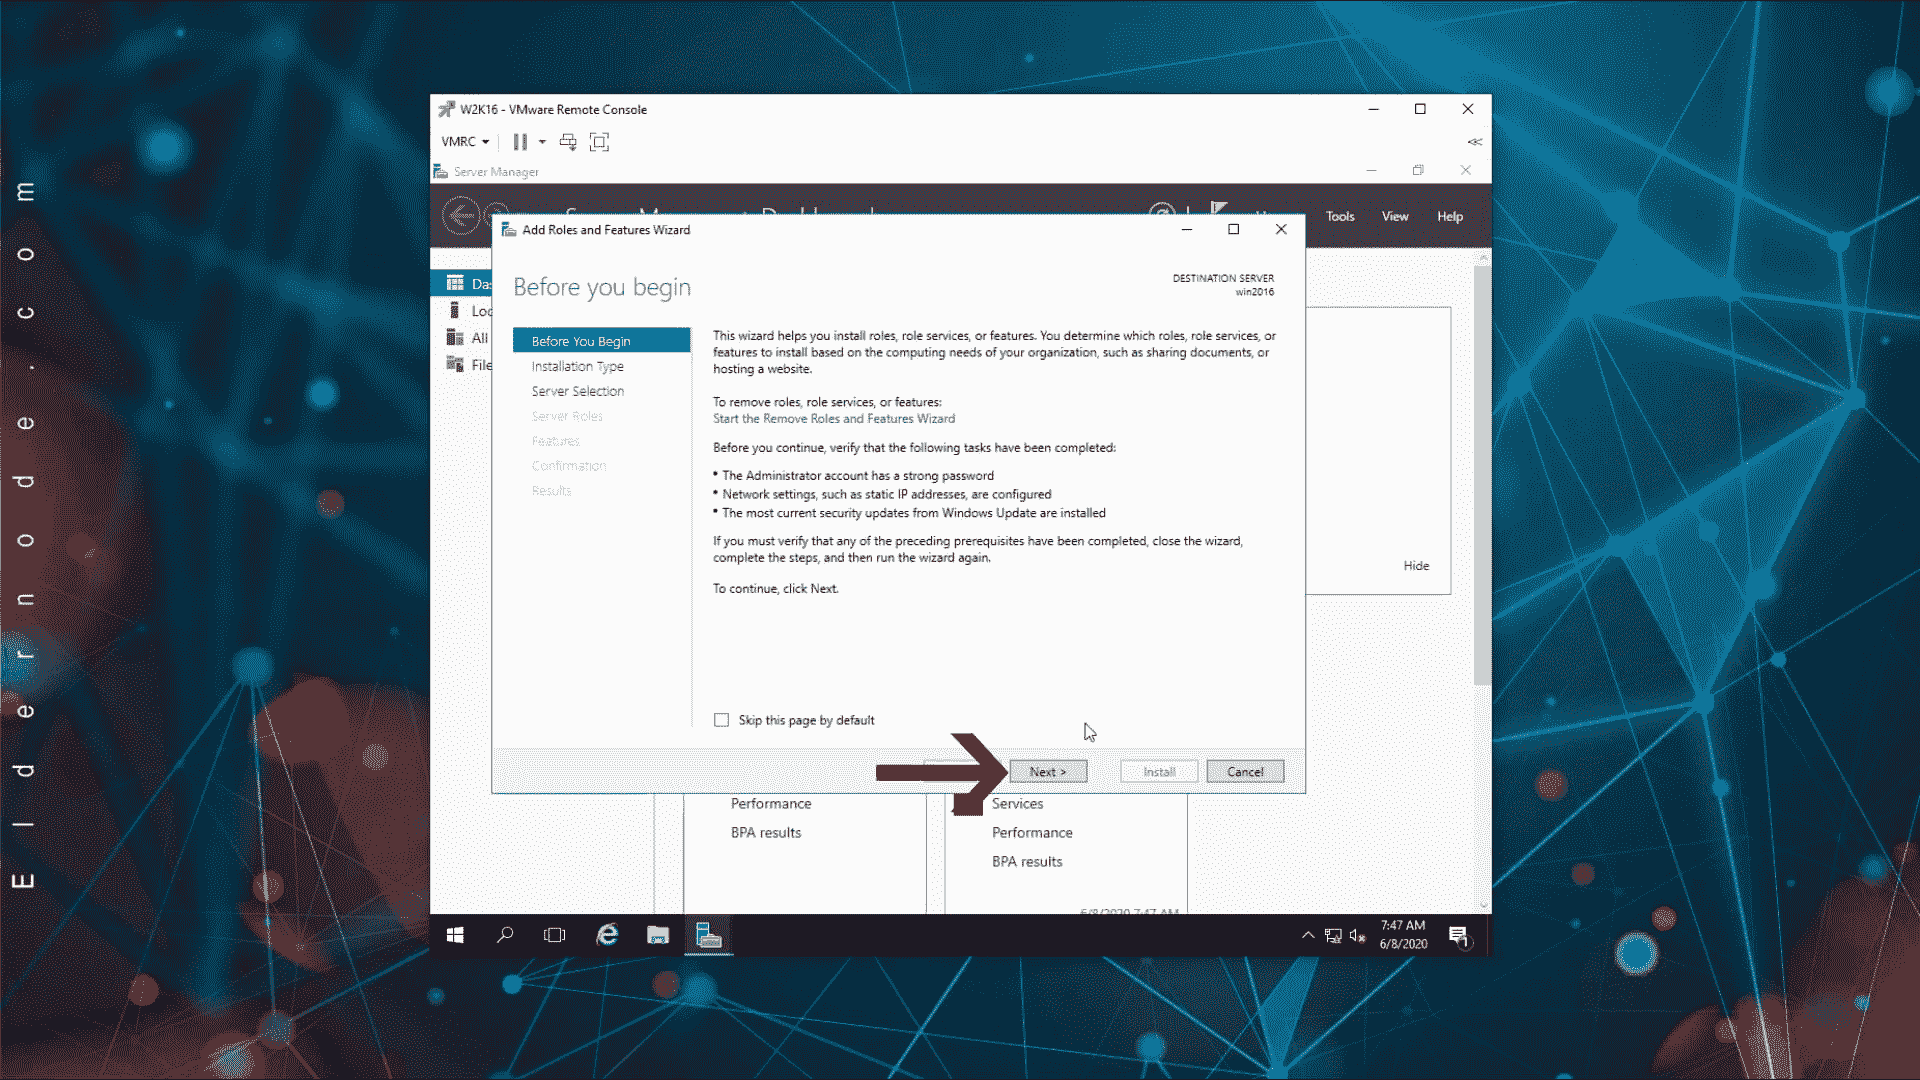 Eldernode.com
W2K16 - VMware Remote Console
VMRC
Server Manager
Tools View Help
Add Roles and Features Wizard
Before you begin
DESTINATION SERVER
win2016
Before You Begin
Installation Type
Server Selection
Server Roles
Features
Confirmation
Results
This wizard helps you install roles, role services, or features. You determine which roles, role services, or
features to install based on the computing needs of your organization, such as sharing documents, or
hosting a website.
To remove roles, role services, or features:
Start the Remove Roles and Features Wizard
Before you continue, verify that the following tasks have been completed:
• The Administrator account has a strong password
• Network settings, such as static IP addresses, are configured
• The most current security updates from Windows Update are installed
If you must verify that any of the preceding prerequisites have been completed, close the wizard,
complete the steps, and then run the wizard again.
To continue, click Next.
Skip this page by default
Next >
Install
Cancel
Das
Loc
All
File
Hide
Performance
BPA results
Services
Performance
BPA results
6/8/2020 7:47 AM
7:47 AM
6/8/2020
1